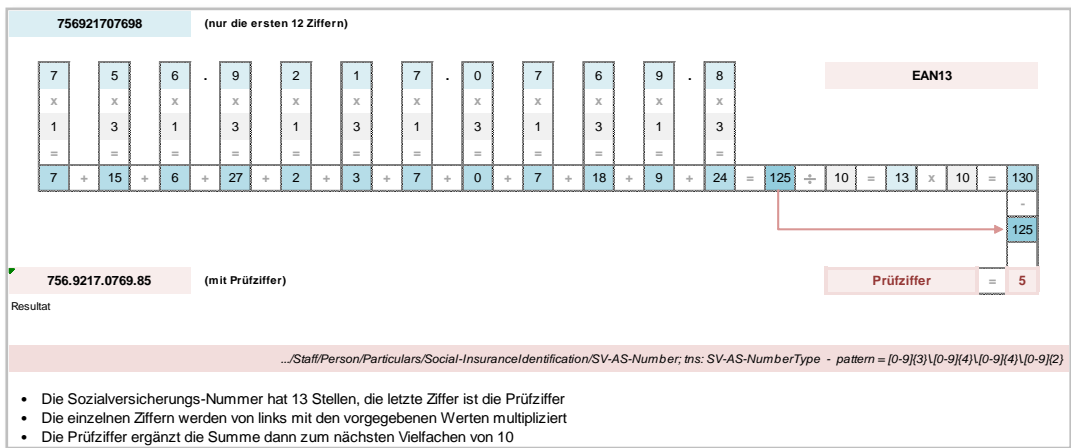 756921707698 (nur die ersten 12 Ziffern)
7 5 6 . 9 2 1 7 . 0 7 6 9 . 8 EAN13
x x x x x x x x x x x x
1 3 1 3 1 3 1 3 1 3 1 3
= = = = = = = = = = = =
7 + 15 + 6 + 27 + 2 + 3 + 7 + 0 + 7 + 18 + 9 + 24 = 125 ÷ 10 = 13 x 10 = 130
-
125
756.9217.0769.85 (mit Prüfziffer) Prüfziffer = 5
Resultat
.../Staff/Person/Particulars/Social-InsuranceIdentification/SV-AS-Number; tns: SV-AS-NumberType - pattern = [0-9]{3}\.[0-9]{4}\.[0-9]{4}\.[0-9]{2}
• Die Sozialversicherungs-Nummer hat 13 Stellen, die letzte Ziffer ist die Prüfziffer
• Die einzelnen Ziffern werden von links mit den vorgegebenen Werten multipliziert
• Die Prüfziffer ergänzt die Summe dann zum nächsten Vielfachen von 10